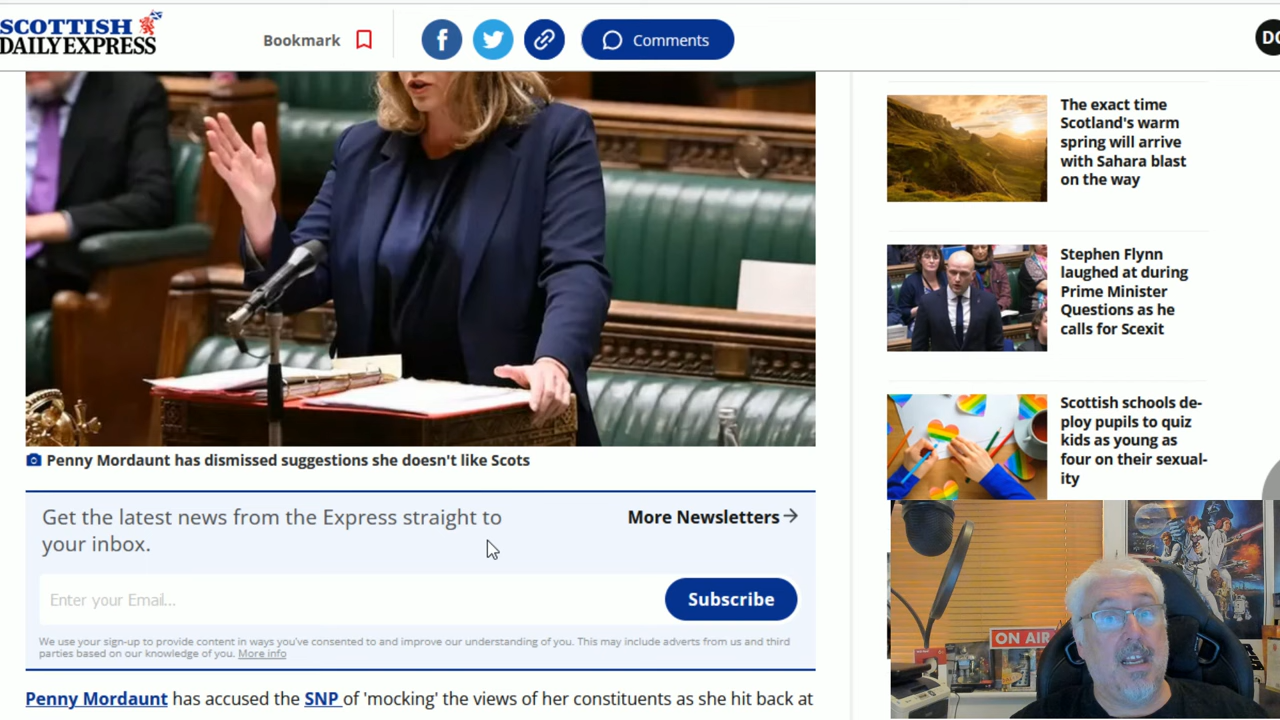 SCOTTISH
DAILY EXPRESS
Bookmark
Comments
DC
The exact time
Scotland's warm
spring will arrive
with Sahara blast
on the way
Stephen Flynn
laughed at during
Prime Minister
Questions as he
calls for Scexit
Scottish schools de-
ploy pupils to quiz
kids as young as
four on their sexual-
ity
Penny Mordaunt has dismissed suggestions she doesn't like Scots
Get the latest news from the Express straight to
your inbox.
More Newsletters
Enter your Email...
Subscribe
We use your sign-up to provide content in ways you've consented to and improve our understanding of you. This may include adverts from us and third
parties based on our knowledge of you. More info
Penny Mordaunt has accused the SNP of 'mocking' the views of her constituents as she hit back at
ON AIR